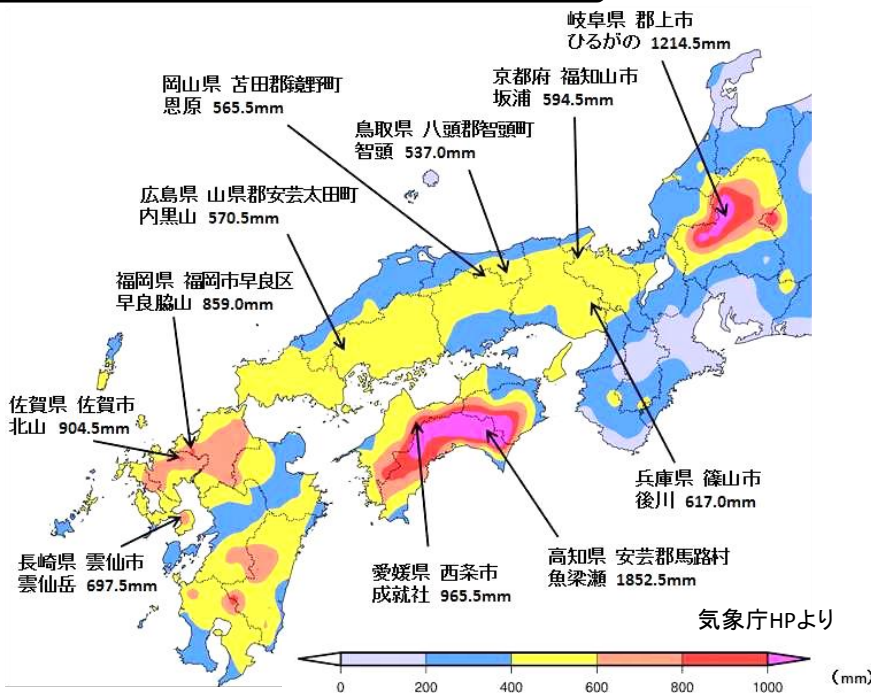 岐阜県 郡上市
ひるがの 1214.5mm
岡山県 苫田郡鏡野町
恩原 565.5mm
京都府 福知山市
坂浦 594.5mm
鳥取県 八頭郡智頭町
智頭 537.0mm
広島県 山県郡安芸太田町
内黒山 570.5mm
福岡県 福岡市早良区
早良脇山 859.0mm
佐賀県 佐賀市
北山 904.5mm
長崎県 雲仙市
雲仙岳 697.5mm
愛媛県 西条市
成就社 965.5mm
高知県 安芸郡馬路村
魚梁瀬 1852.5mm
兵庫県 篠山市
後川 617.0mm
気象庁HPより
0 200 400 600 800 1000 (mm)